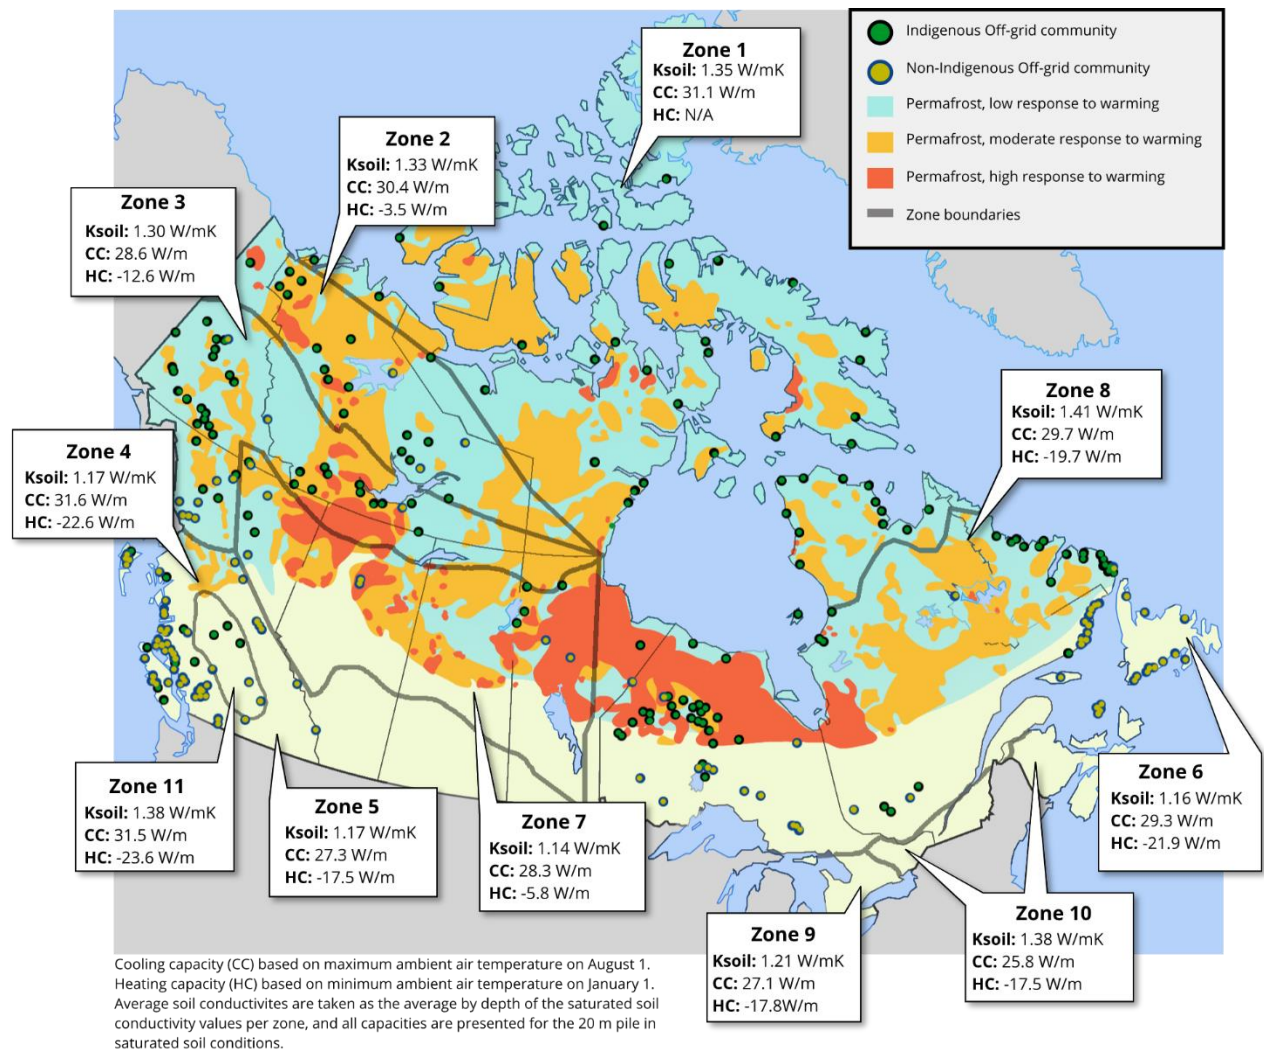 Zone 1
Ksoil: 1.35 W/mK
CC: 31.1 W/m
HC: N/A
Indigenous Off-grid community
Non-Indigenous Off-grid community
Permafrost, low response to warming
Permafrost, moderate response to warming
Permafrost, high response to warming
Zone boundaries
Zone 2
Ksoil: 1.33 W/mK
CC: 30.4 W/m
HC: -3.5 W/m
Zone 3
Ksoil: 1.30 W/mK
CC: 28.6 W/m
HC: -12.6 W/m
Zone 8
Ksoil: 1.41 W/mK
CC: 29.7 W/m
HC: -19.7 W/m
Zone 4
Ksoil: 1.17 W/mK
CC: 31.6 W/m
HC: -22.6 W/m
Zone 11
Ksoil: 1.38 W/mK
CC: 31.5 W/m
HC: -23.6 W/m
Zone 5
Ksoil: 1.17 W/mK
CC: 27.3 W/m
HC: -17.5 W/m
Zone 7
Ksoil: 1.14 W/mK
CC: 28.3 W/m
HC: -5.8 W/m
Zone 6
Ksoil: 1.16 W/mK
CC: 29.3 W/m
HC: -21.9 W/m
Zone 9
Ksoil: 1.21 W/mK
CC: 27.1 W/m
HC: -17.8W/m
Zone 10
Ksoil: 1.38 W/mK
CC: 25.8 W/m
HC: -17.5 W/m
Cooling capacity (CC) based on maximum ambient air temperature on August 1.
Heating capacity (HC) based on minimum ambient air temperature on January 1.
Average soil conductivites are taken as the average by depth of the saturated soil
conductivity values per zone, and all capacities are presented for the 20 m pile in
saturated soil conditions.